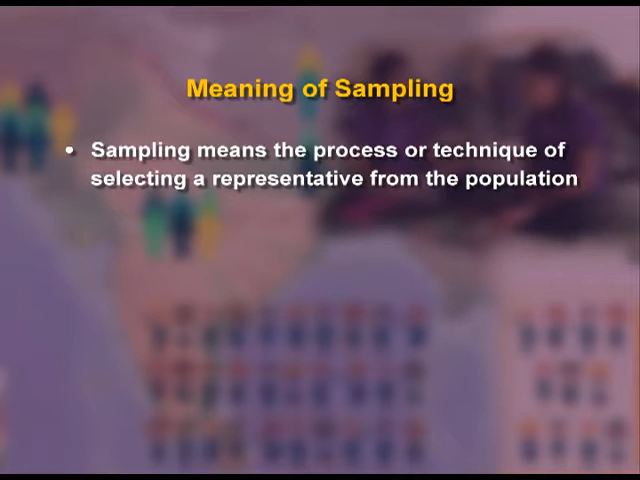 Meaning of Sampling
• Sampling means the process or technique of
selecting a representative from the population